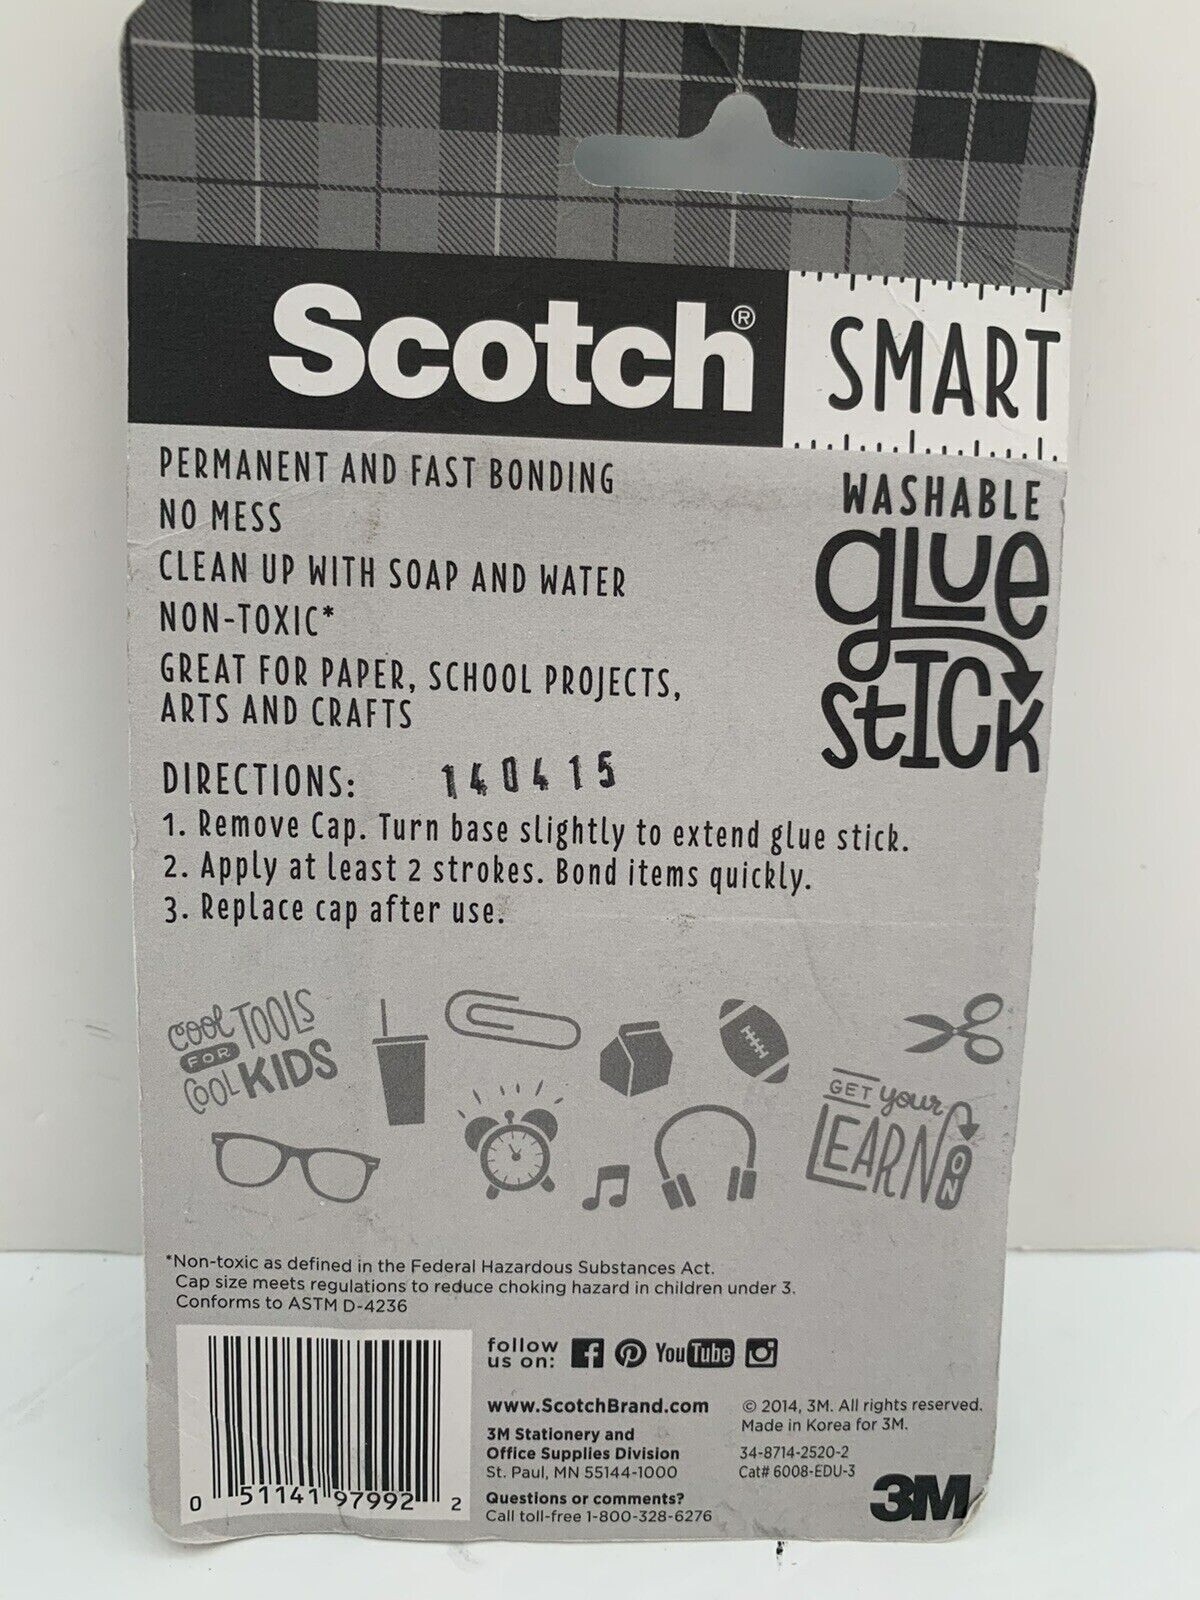 Scotch® SMART
PERMANENT AND FAST BONDING
NO MESS
CLEAN UP WITH SOAP AND WATER
NON-TOXIC*
GREAT FOR PAPER, SCHOOL PROJECTS,
ARTS AND CRAFTS
WASHABLE
glue
stick
DIRECTIONS: 140415
1. Remove Cap. Turn base slightly to extend glue stick.
2. Apply at least 2 strokes. Bond items quickly.
3. Replace cap after use.
cool TOOLS
FOR
COOL KIDS
GET your
LEARN ON
*Non-toxic as defined in the Federal Hazardous Substances Act.
Cap size meets regulations to reduce choking hazard in children under 3.
Conforms to ASTM D-4236
0 51141 97992 2
follow
us on: f P YouTube
www.ScotchBrand.com
3M Stationery and
Office Supplies Division
St. Paul, MN 55144-1000
Questions or comments?
Call toll-free 1-800-328-6276
© 2014, 3M. All rights reserved.
Made in Korea for 3M.
34-8714-2520-2
Cat# 6008-EDU-3
3M